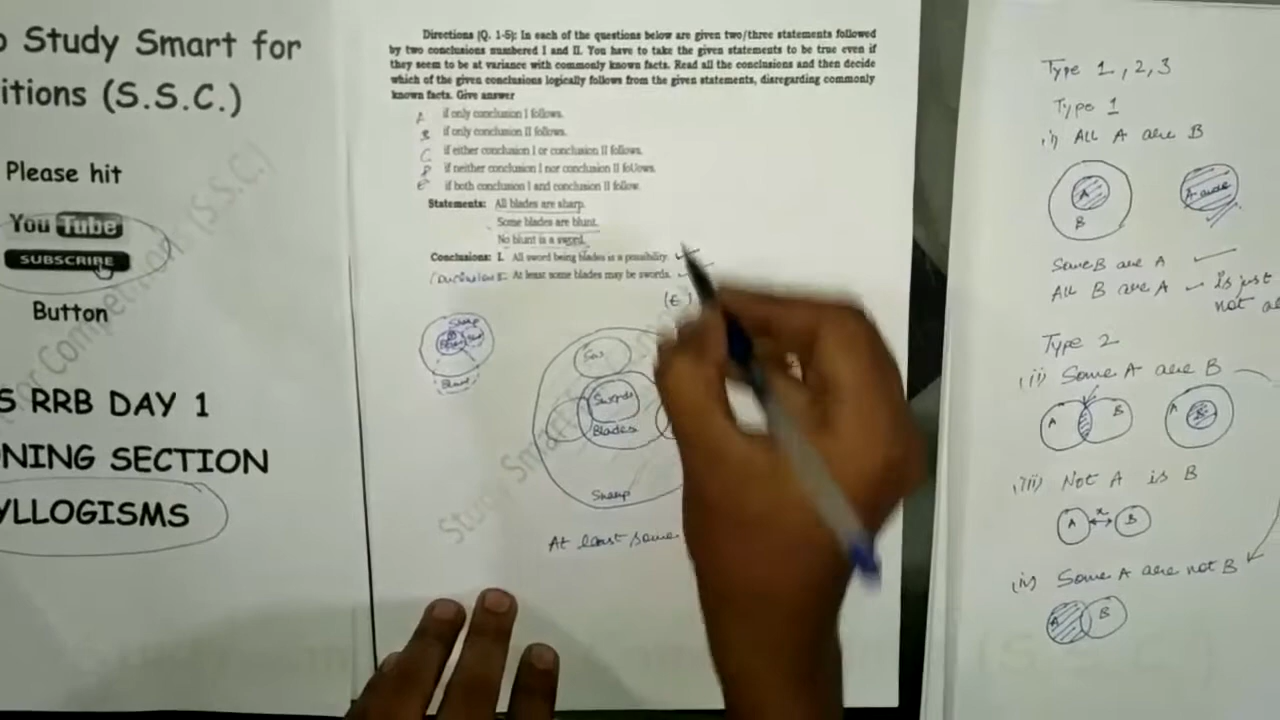 o Study Smart for
itions (S.S.C.)
Please hit
You Tube
SUBSCRIBE
Button
S RRB DAY 1
NING SECTION
YLLOGISMS
Directions (Q. 1-5): In each of the questions below are given two/three statements followed
by two conclusions numbered I and II. You have to take the given statements to be true even if
they seem to be at variance with commonly known facts. Read all the conclusions and then decide
which of the given conclusions logically follows from the given statements, disregarding commonly
known facts. Give answer
A if only conclusion I follows.
B if only conclusion II follows.
C if either conclusion I or conclusion II follows.
D if neither conclusion I nor conclusion II foUows.
E if both conclusion I and conclusion II follow.
Statements: All blades are sharp.
Some blades are blunt.
No blunt is a sword.
Conclusions: I. All sword being blades is a possibility.
Conclusions: At least some blades may be swords.
(E)
Sharp
Swords
Blades
Sharp
At least some
Study Smart
Type 1, 2, 3
Type 1
i) All A are B
A
B
Some B are A
All B are A Is just
not a
Type 2
(ii) Some A are B
A B A B
(iii) Not A is B
A x B
(iv) Some A are not B
A B
(S.S.C.)